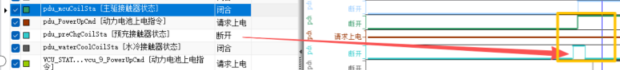 pdu_mcuCoilSta [主驱接触器状态] 闭合
pdu_PowerUpCmd [动力电池上电指令] 请求上电
pdu_preChgCoilSta [预充接触器状态] 断开
pdu_waterCoolCoilSta [水冷接触器状态] 闭合
VCU_STAT...vcu_9_PowerUpCmd [动力电池上电指令] 请求上电
断开
断开
请求上电
断开
断开